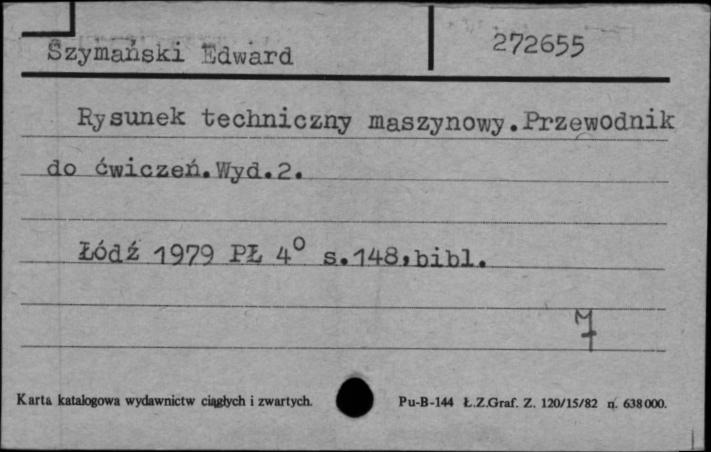 Szymański Edward 272655
Rysunek techniczny maszynowy.Przewodnik
do ćwiczeń.Wyd.2.
Łódź 1979 PŁ 4° s.148,bibl.
M
7
Karta katalogowa wydawnictw ciągłych i zwartych. Pu-B-144 Ł.Z.Graf. Z. 120/15/82 n. 638000.